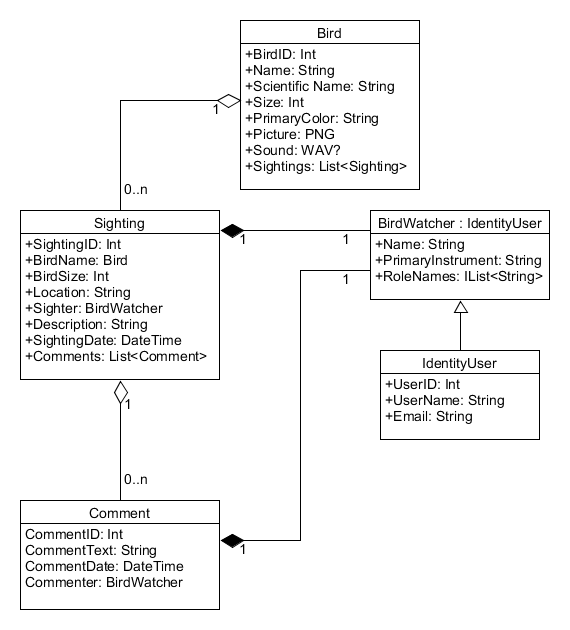 Bird
+BirdID: Int
+Name: String
+Scientific Name: String
+Size: Int
+PrimaryColor: String
+Picture: PNG
+Sound: WAV?
+Sightings: List<Sighting>
1
0..n
Sighting
+SightingID: Int
+BirdName: Bird
+BirdSize: Int
+Location: String
+Sighter: BirdWatcher
+Description: String
+SightingDate: DateTime
+Comments: List<Comment>
1
1
BirdWatcher : IdentityUser
+Name: String
+PrimaryInstrument: String
+RoleNames: IList<String>
1
IdentityUser
+UserID: Int
+UserName: String
+Email: String
1
0..n
Comment
CommentID: Int
CommentText: String
CommentDate: DateTime
Commenter: BirdWatcher
1